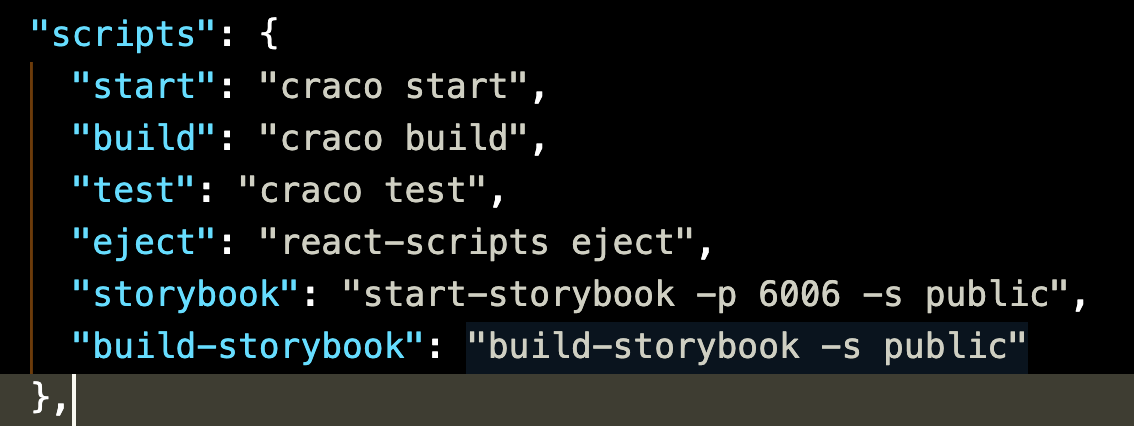 "scripts": {
"start": "craco start",
"build": "craco build",
"test": "craco test",
"eject": "react-scripts eject",
"storybook": "start-storybook -p 6006 -s public",
"build-storybook": "build-storybook -s public"
},